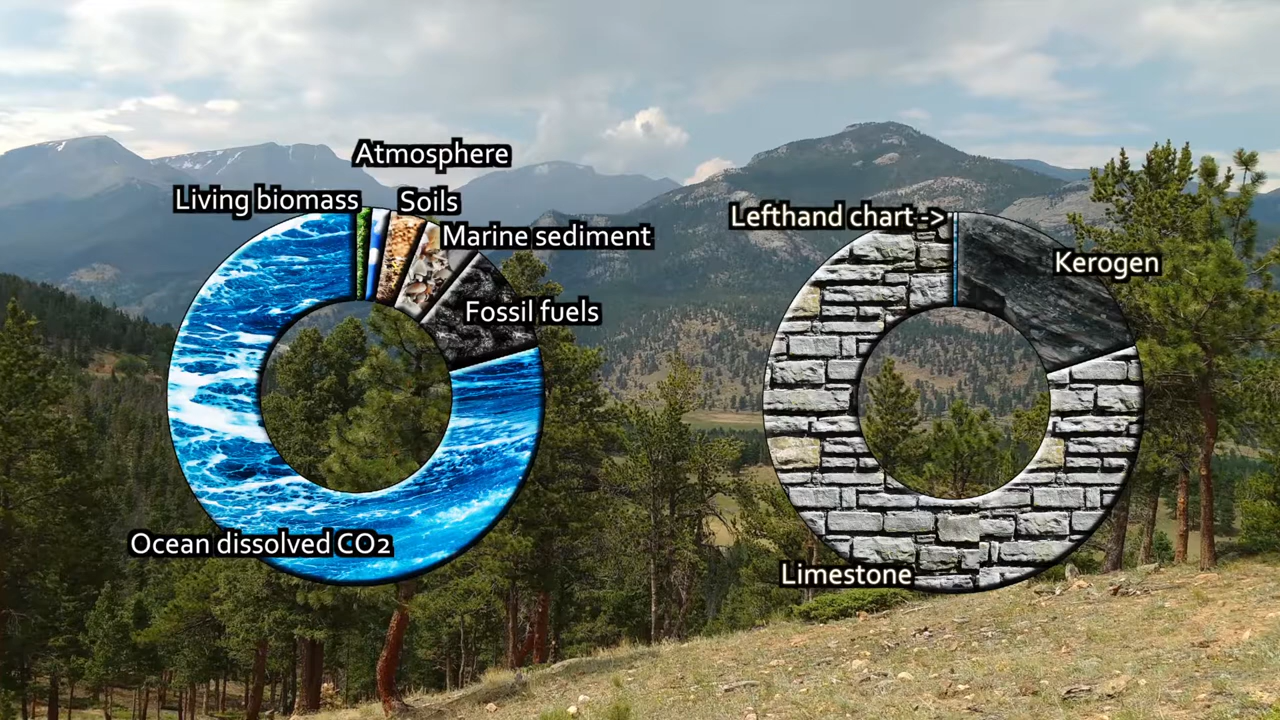 Atmosphere
Living biomass
Soils
Marine sediment
Fossil fuels
Ocean dissolved CO2
Lefthand chart ->
Kerogen
Limestone